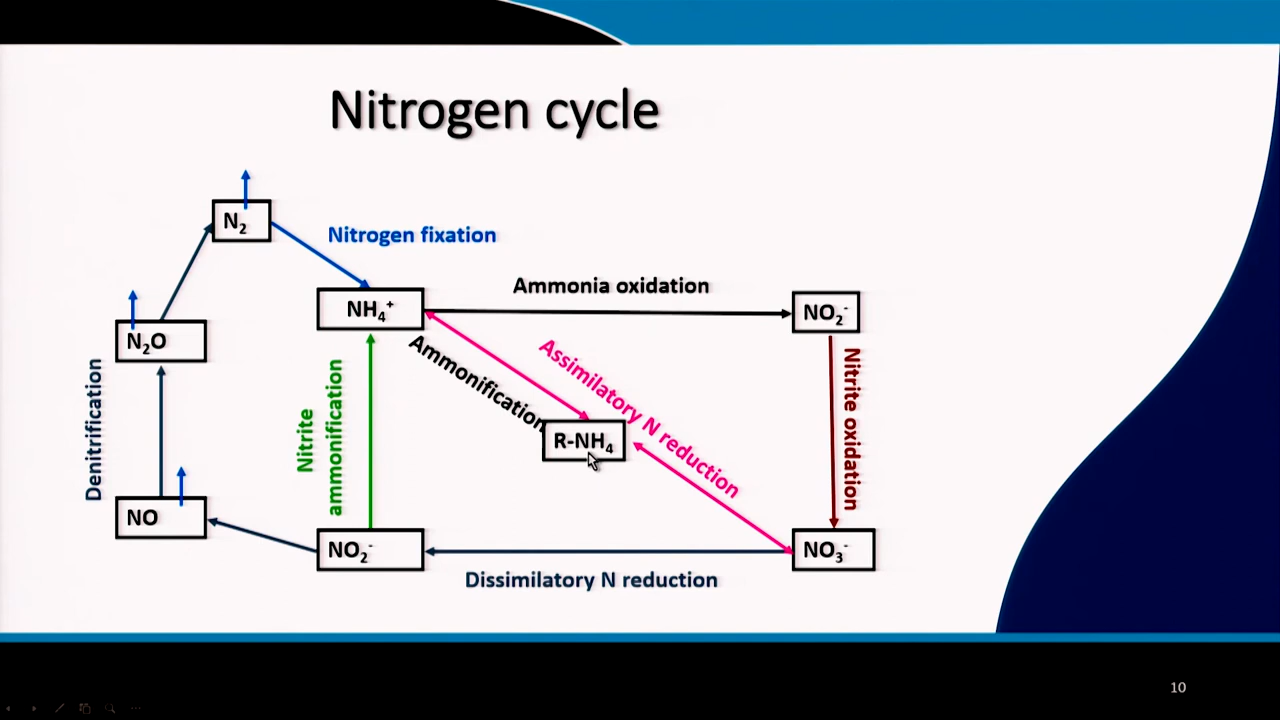 Nitrogen cycle
N₂
Nitrogen fixation
Ammonia oxidation
NH₄⁺
NO₂⁻
N₂O
Ammonification
Assimilatory N reduction
Nitrite oxidation
Denitrification
Nitrite
ammonification
R-NH₄
NO
NO₂⁻
NO₃⁻
Dissimilatory N reduction
10